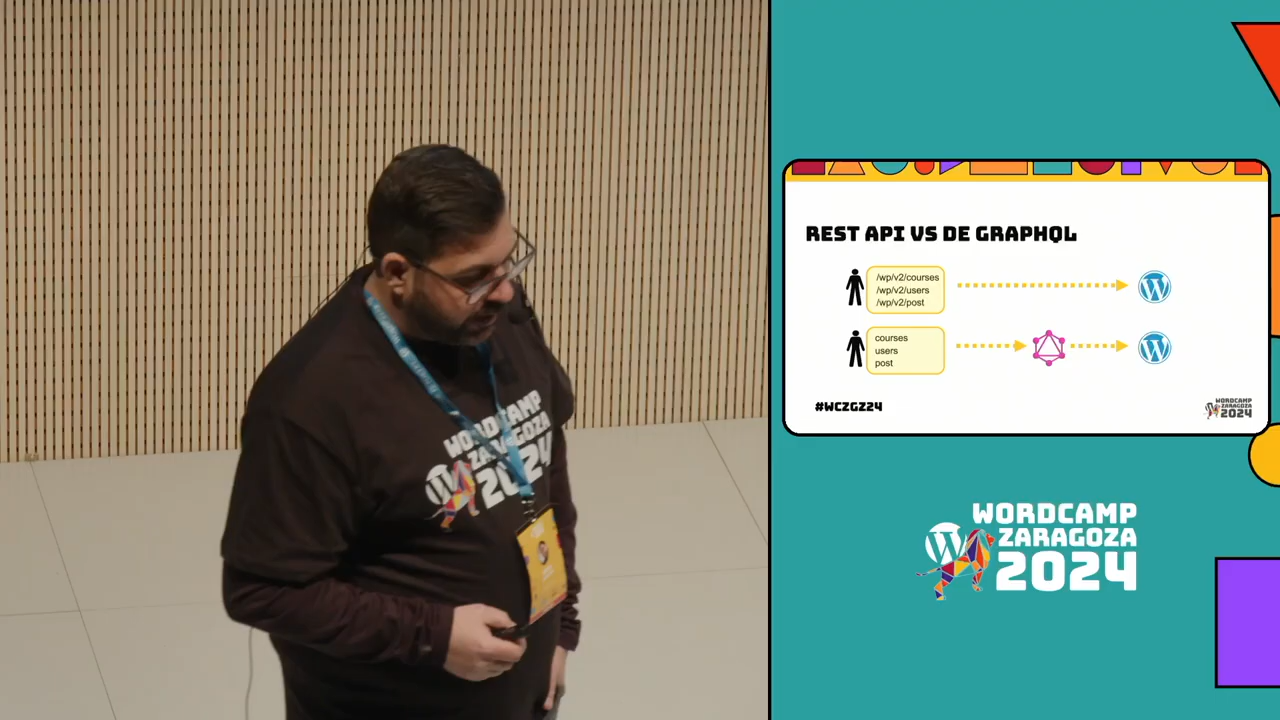 WORDCAMP
ZARAGOZA
2024
REST API VS DE GRAPHQL
/wp/v2/courses
/wp/v2/users
/wp/v2/post
courses
users
post
#WCZGZ24
WORDCAMP
ZARAGOZA
2024
WORDCAMP
ZARAGOZA
2024